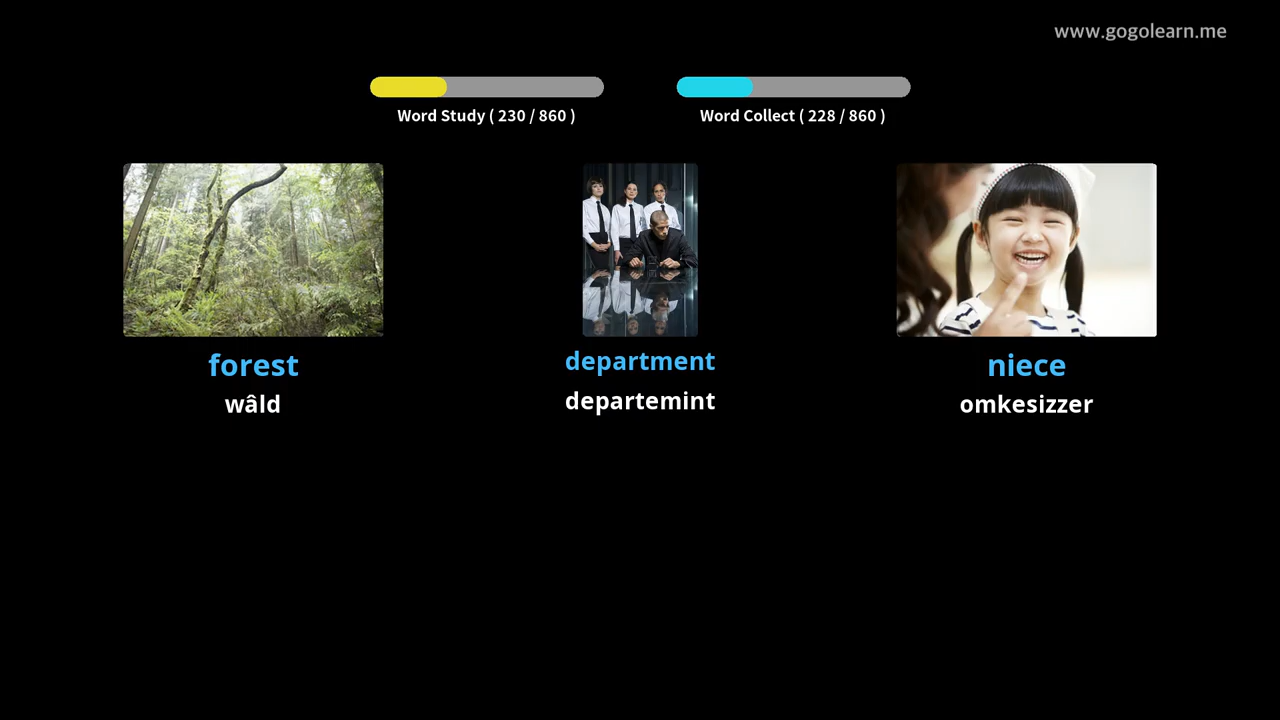 www.gogolearn.me
Word Study ( 230 / 860 )
Word Collect ( 228 / 860 )
forest
wâld
department
departemint
niece
omkesizzer